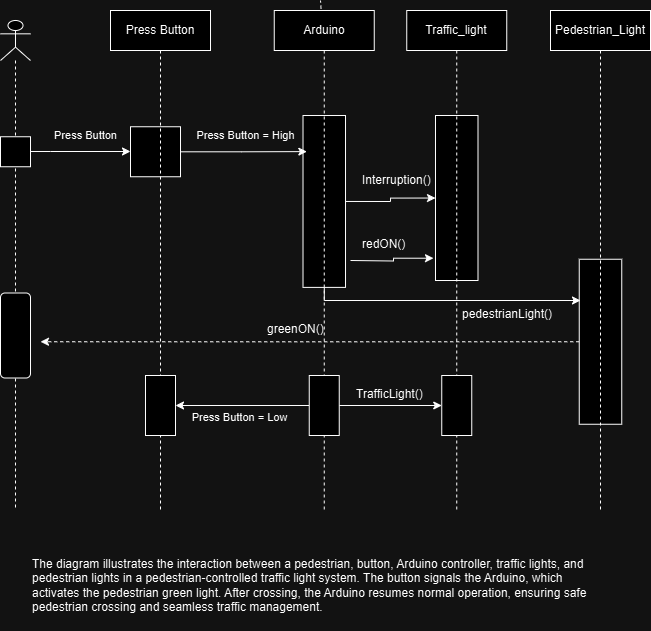 Press Button
Arduino
Traffic_light
Pedestrian_Light
Press Button
Press Button = High
Interruption()
redON()
pedestrianLight()
greenON()
TrafficLight()
Press Button = Low
The diagram illustrates the interaction between a pedestrian, button, Arduino controller, traffic lights, and
pedestrian lights in a pedestrian-controlled traffic light system. The button signals the Arduino, which
activates the pedestrian green light. After crossing, the Arduino resumes normal operation, ensuring safe
pedestrian crossing and seamless traffic management.